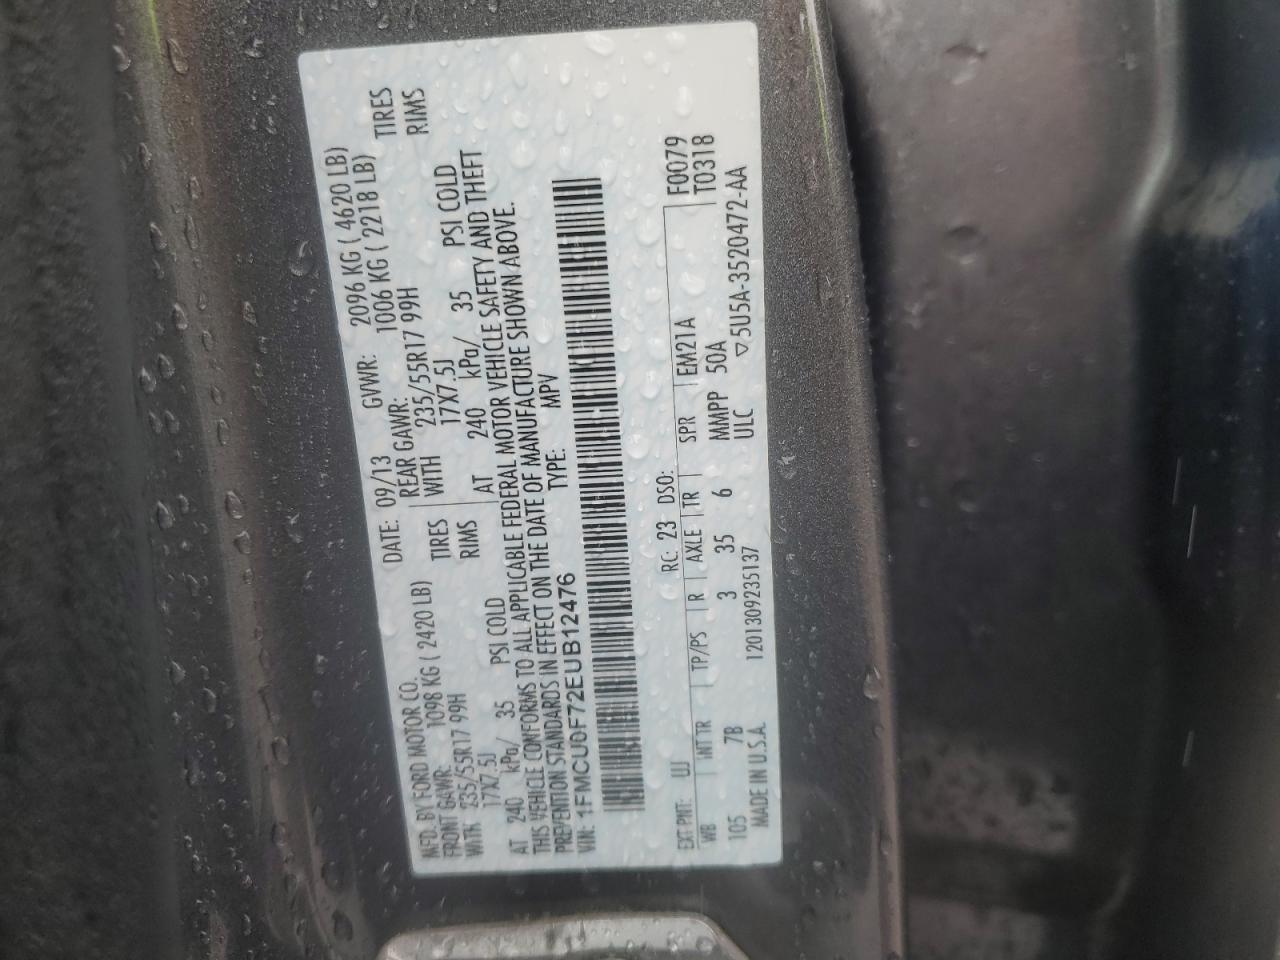 MFD. BY FORD MOTOR CO.
DATE: 09/13 GVWR: 2096 KG ( 4620 LB)
FRONT GAWR: 1098 KG ( 2420 LB) REAR GAWR: 1006 KG ( 2218 LB)
WITH 235/55R17 99H TIRES WITH 235/55R17 99H TIRES
17X7.5J RIMS 17X7.5J RIMS
AT 240 kPa/ 35 PSI COLD AT 240 kPa/ 35 PSI COLD
THIS VEHICLE CONFORMS TO ALL APPLICABLE FEDERAL MOTOR VEHICLE SAFETY AND THEFT
PREVENTION STANDARDS IN EFFECT ON THE DATE OF MANUFACTURE SHOWN ABOVE.
VIN: 1FMCU0F72EUB12476 TYPE: MPV
EXT PNT: UJ RC: 23 DSO: F0079
WB INT TR TP/PS R AXLE TR SPR EM21A T0318
105 7B 3 35 6 MMPP 50A
MADE IN U.S.A. 1201309235137 ULC ▽5U5A-3520472-AA